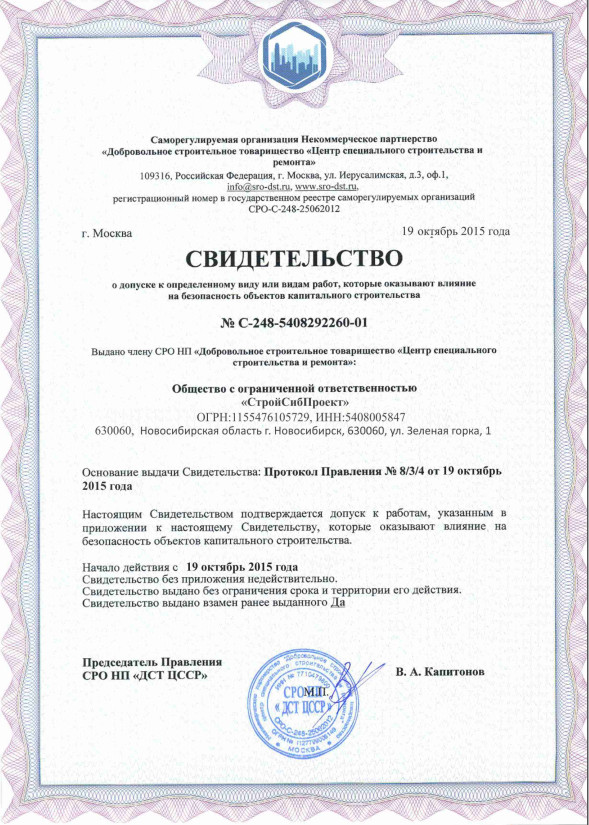 Саморегулируемая организация Некоммерческое партнерство
«Добровольное строительное товарищество «Центр специального строительства и
ремонта»
109316, Российская Федерация, г. Москва, ул. Иерусалимская, д.3, оф.1,
info@sro-dst.ru, www.sro-dst.ru,
регистрационный номер в государственном реестре саморегулируемых организаций
СРО-С-248-25062012
г. Москва
19 октябрь 2015 года
СВИДЕТЕЛЬСТВО
о допуске к определенному виду или видам работ, которые оказывают влияние
на безопасность объектов капитального строительства
№ С-248-5408292260-01
Выдано члену СРО НП «Добровольное строительное товарищество «Центр специального
строительства и ремонта»:
Общество с ограниченной ответственностью
«СтройСибПроект»
ОГРН:1155476105729, ИНН:5408005847
630060, Новосибирская область г. Новосибирск, 630060, ул. Зеленая горка, 1
Основание выдачи Свидетельства: Протокол Правления № 8/3/4 от 19 октябрь
2015 года
Настоящим Свидетельством подтверждается допуск к работам, указанным в
приложении к настоящему Свидетельству, которые оказывают влияние на
безопасность объектов капитального строительства.
Начало действия с 19 октябрь 2015 года
Свидетельство без приложения недействительно.
Свидетельство выдано без ограничения срока и территории его действия.
Свидетельство выдано взамен ранее выданного Да
Председатель Правления
СРО НП «ДСТ ЦССР»
М.П.
В. А. Капитонов
СРО НП
« ДСТ ЦССР»
СРО-С-248-25062012
МОСКВА